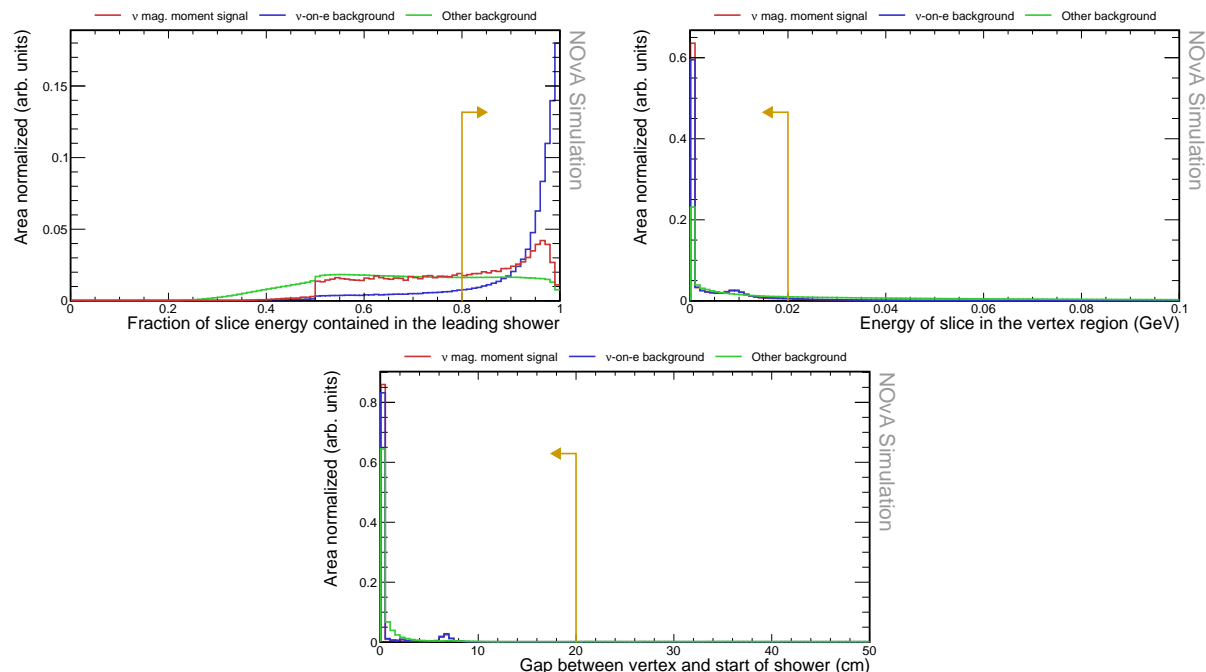 ν mag. moment signal ν-on-e background Other background
Area normalized (arb. units)
0.15
0.1
0.05
0
0 0.2 0.4 0.6 0.8 1
Fraction of slice energy contained in the leading shower
NOvA Simulation
ν mag. moment signal ν-on-e background Other background
Area normalized (arb. units)
0.6
0.4
0.2
0
0 0.02 0.04 0.06 0.08 0.1
Energy of slice in the vertex region (GeV)
NOvA Simulation
ν mag. moment signal ν-on-e background Other background
Area normalized (arb. units)
0.8
0.6
0.4
0.2
0
0 10 20 30 40 50
Gap between vertex and start of shower (cm)
NOvA Simulation